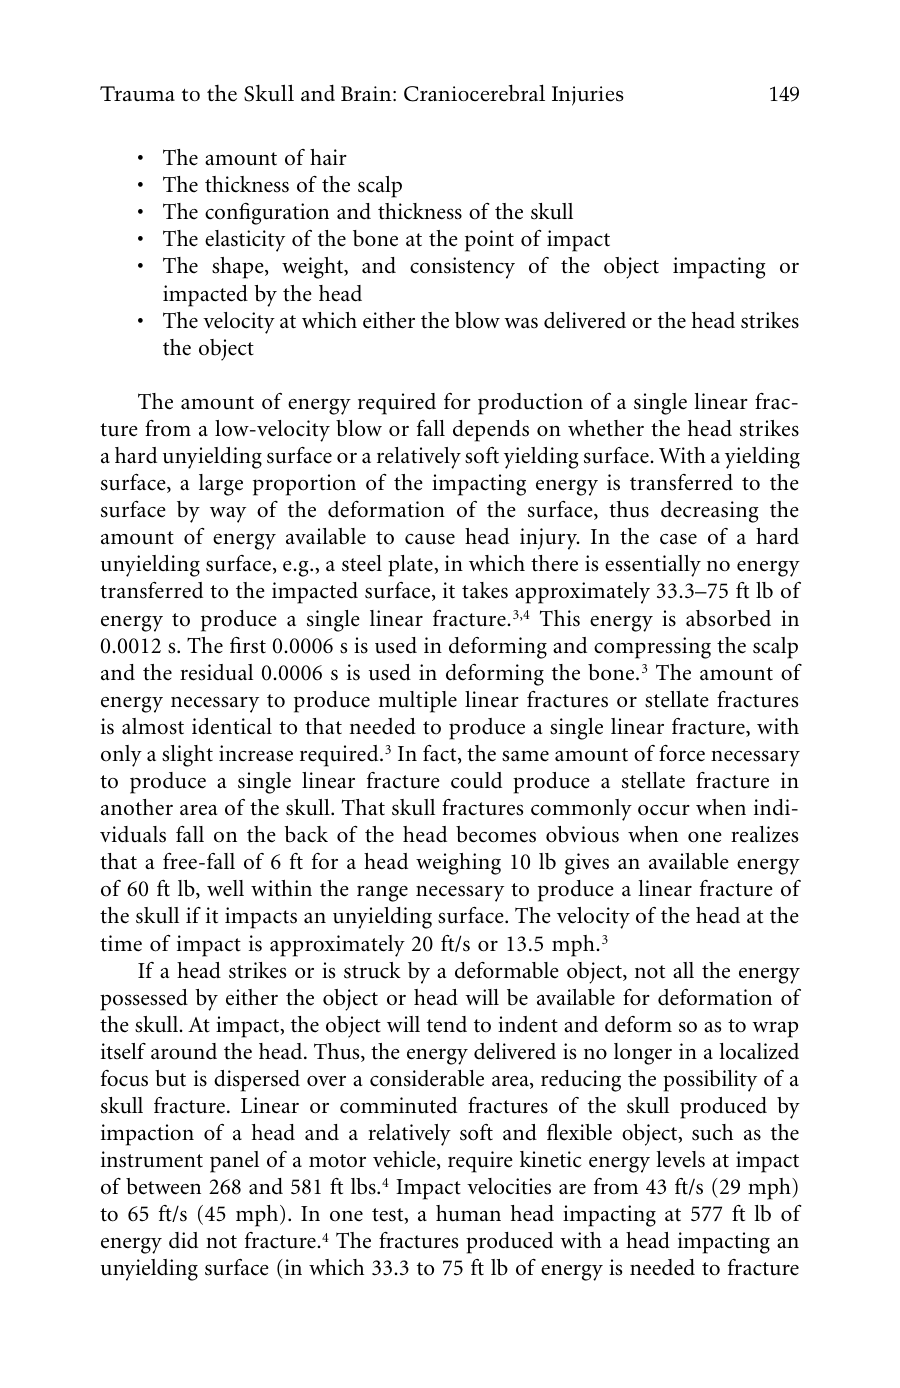 Trauma to the Skull and Brain: Craniocerebral Injuries 149
• The amount of hair
• The thickness of the scalp
• The configuration and thickness of the skull
• The elasticity of the bone at the point of impact
• The shape, weight, and consistency of the object impacting or
impacted by the head
• The velocity at which either the blow was delivered or the head strikes
the object
The amount of energy required for production of a single linear frac-
ture from a low-velocity blow or fall depends on whether the head strikes
a hard unyielding surface or a relatively soft yielding surface. With a yielding
surface, a large proportion of the impacting energy is transferred to the
surface by way of the deformation of the surface, thus decreasing the
amount of energy available to cause head injury. In the case of a hard
unyielding surface, e.g., a steel plate, in which there is essentially no energy
transferred to the impacted surface, it takes approximately 33.3–75 ft lb of
energy to produce a single linear fracture.3,4 This energy is absorbed in
0.0012 s. The first 0.0006 s is used in deforming and compressing the scalp
and the residual 0.0006 s is used in deforming the bone.3 The amount of
energy necessary to produce multiple linear fractures or stellate fractures
is almost identical to that needed to produce a single linear fracture, with
only a slight increase required.3 In fact, the same amount of force necessary
to produce a single linear fracture could produce a stellate fracture in
another area of the skull. That skull fractures commonly occur when indi-
viduals fall on the back of the head becomes obvious when one realizes
that a free-fall of 6 ft for a head weighing 10 lb gives an available energy
of 60 ft lb, well within the range necessary to produce a linear fracture of
the skull if it impacts an unyielding surface. The velocity of the head at the
time of impact is approximately 20 ft/s or 13.5 mph.3
If a head strikes or is struck by a deformable object, not all the energy
possessed by either the object or head will be available for deformation of
the skull. At impact, the object will tend to indent and deform so as to wrap
itself around the head. Thus, the energy delivered is no longer in a localized
focus but is dispersed over a considerable area, reducing the possibility of a
skull fracture. Linear or comminuted fractures of the skull produced by
impaction of a head and a relatively soft and flexible object, such as the
instrument panel of a motor vehicle, require kinetic energy levels at impact
of between 268 and 581 ft lbs.4 Impact velocities are from 43 ft/s (29 mph)
to 65 ft/s (45 mph). In one test, a human head impacting at 577 ft lb of
energy did not fracture.4 The fractures produced with a head impacting an
unyielding surface (in which 33.3 to 75 ft lb of energy is needed to fracture